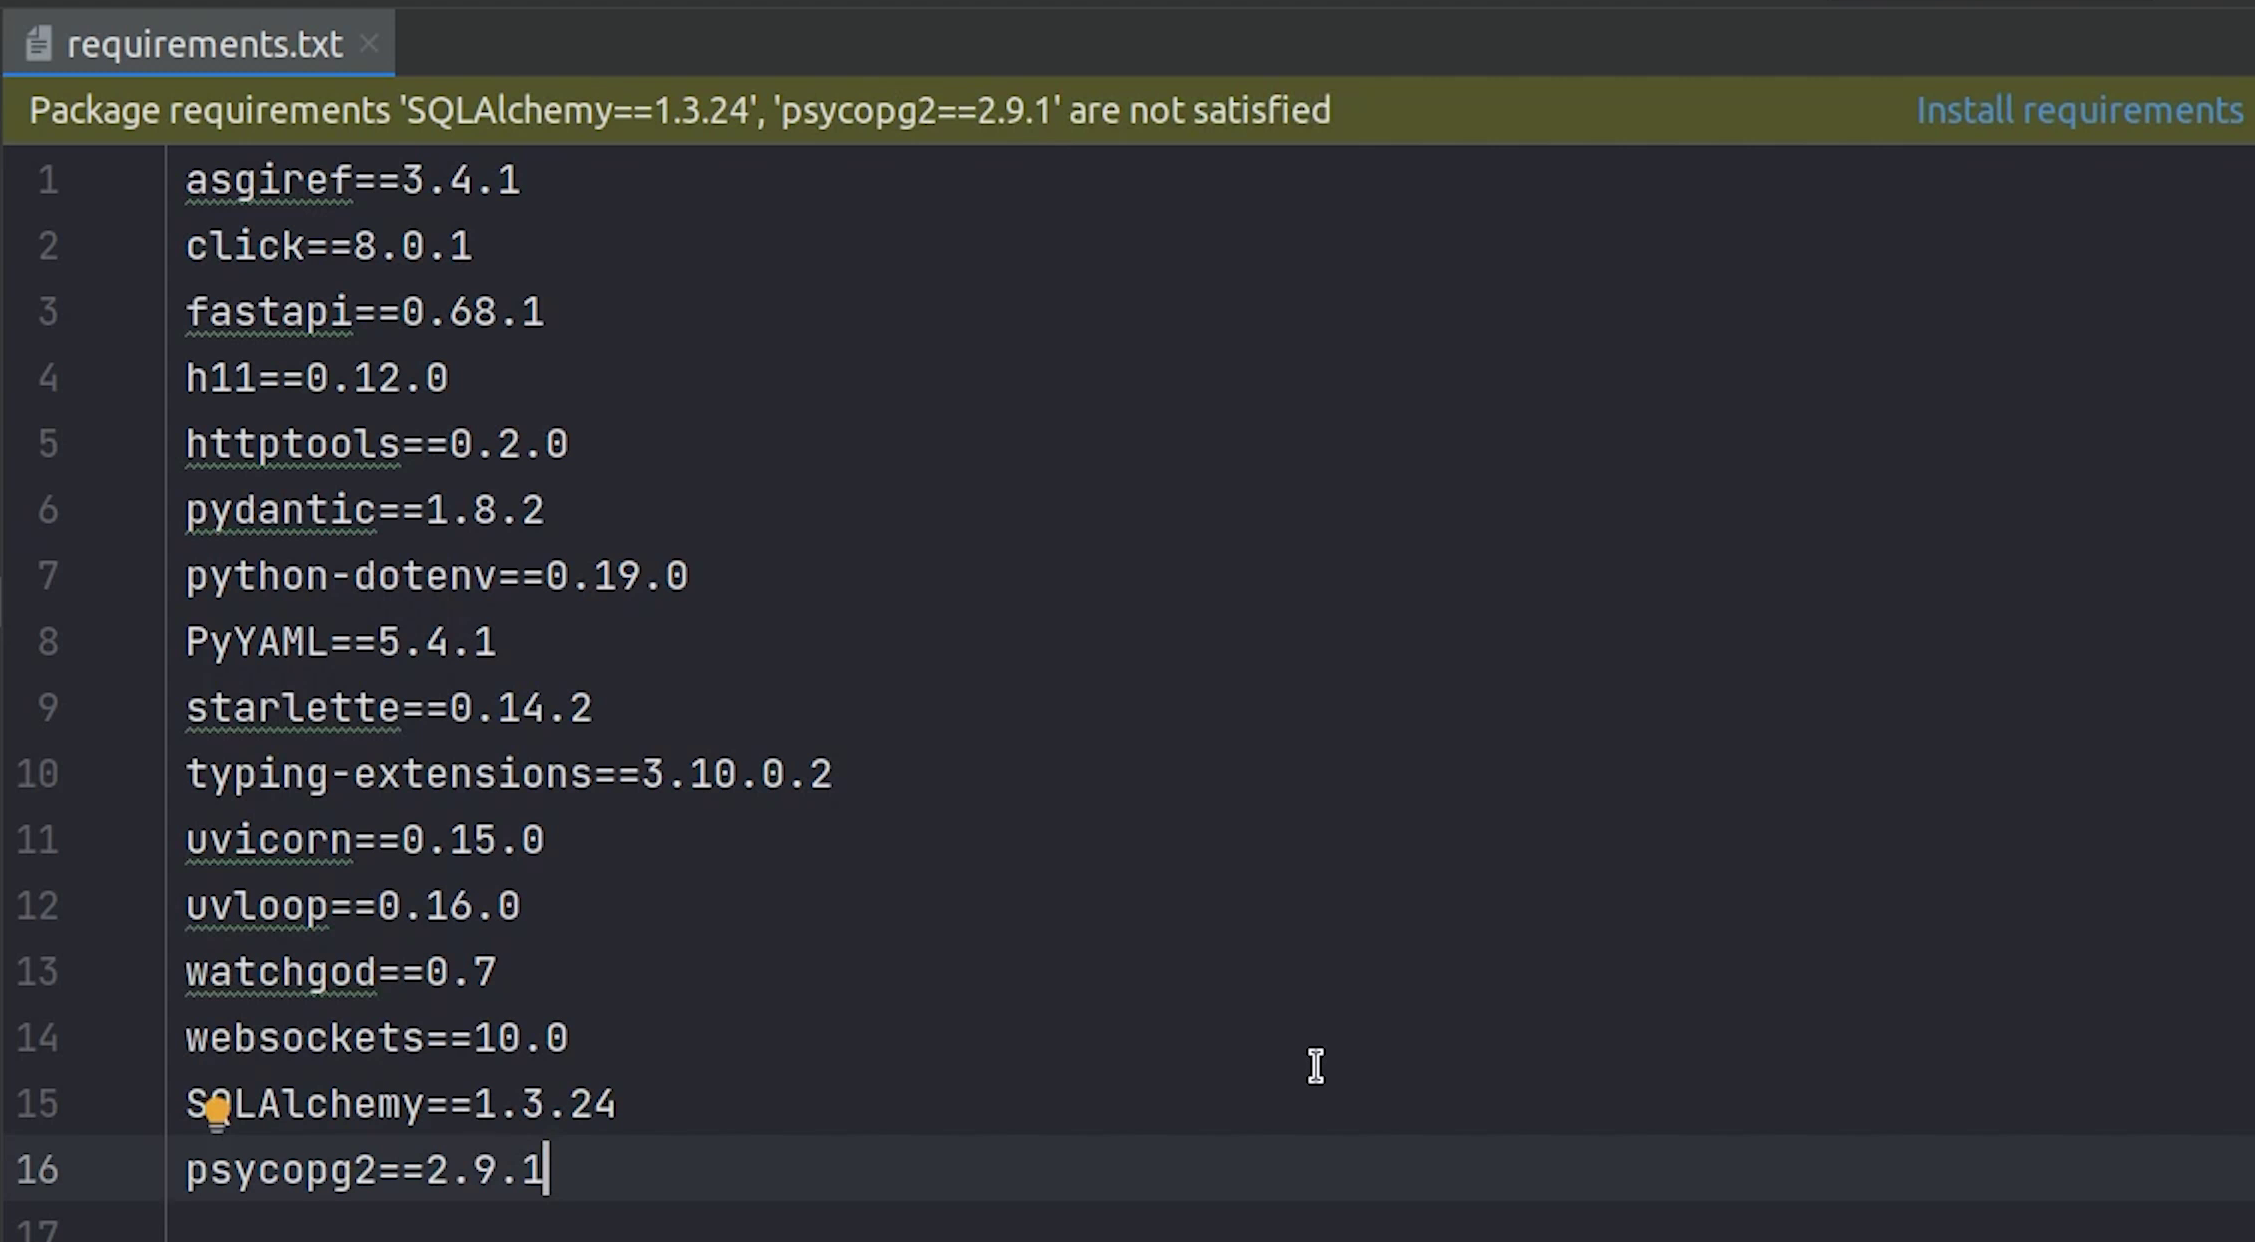 requirements.txt
Package requirements 'SQLAlchemy==1.3.24', 'psycopg2==2.9.1' are not satisfied Install requirements
1 asgiref==3.4.1
2 click==8.0.1
3 fastapi==0.68.1
4 h11==0.12.0
5 httptools==0.2.0
6 pydantic==1.8.2
7 python-dotenv==0.19.0
8 PyYAML==5.4.1
9 starlette==0.14.2
10 typing-extensions==3.10.0.2
11 uvicorn==0.15.0
12 uvloop==0.16.0
13 watchgod==0.7
14 websockets==10.0
15 SQLAlchemy==1.3.24
16 psycopg2==2.9.1
17